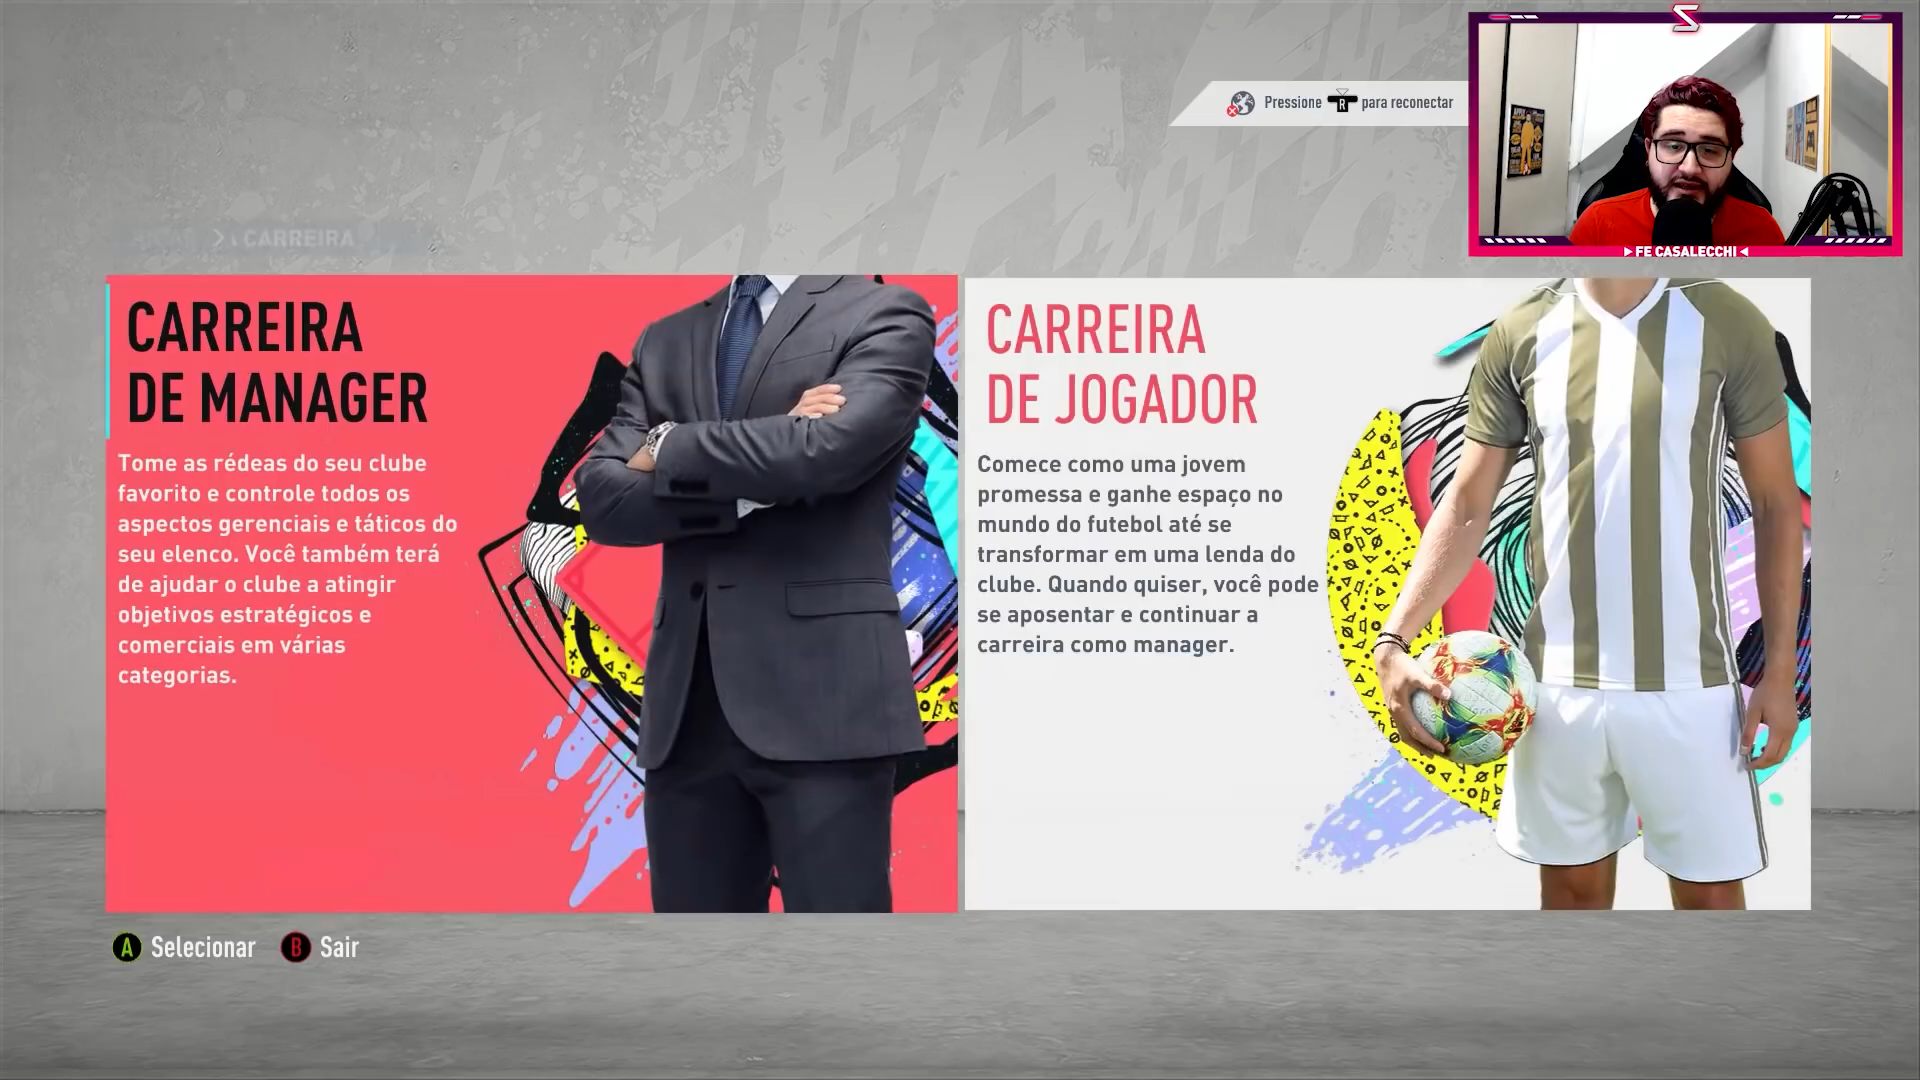 Pressione R para reconectar
FE CASALECCHI
CARREIRA
CARREIRA
DE MANAGER
Tome as rédeas do seu clube
favorito e controle todos os
aspectos gerenciais e táticos do
seu elenco. Você também terá
de ajudar o clube a atingir
objetivos estratégicos e
comerciais em várias
categorias.
CARREIRA
DE JOGADOR
Comece como uma jovem
promessa e ganhe espaço no
mundo do futebol até se
transformar em uma lenda do
clube. Quando quiser, você pode
se aposentar e continuar a
carreira como manager.
A Selecionar B Sair